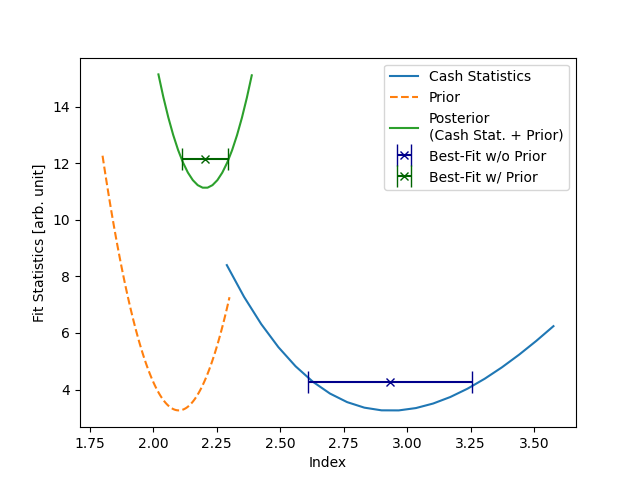 Cash Statistics
Prior
Posterior
(Cash Stat. + Prior)
Best-Fit w/o Prior
Best-Fit w/ Prior
Fit Statistics [arb. unit]
14
12
10
8
6
4
1.75 2.00 2.25 2.50 2.75 3.00 3.25 3.50
Index